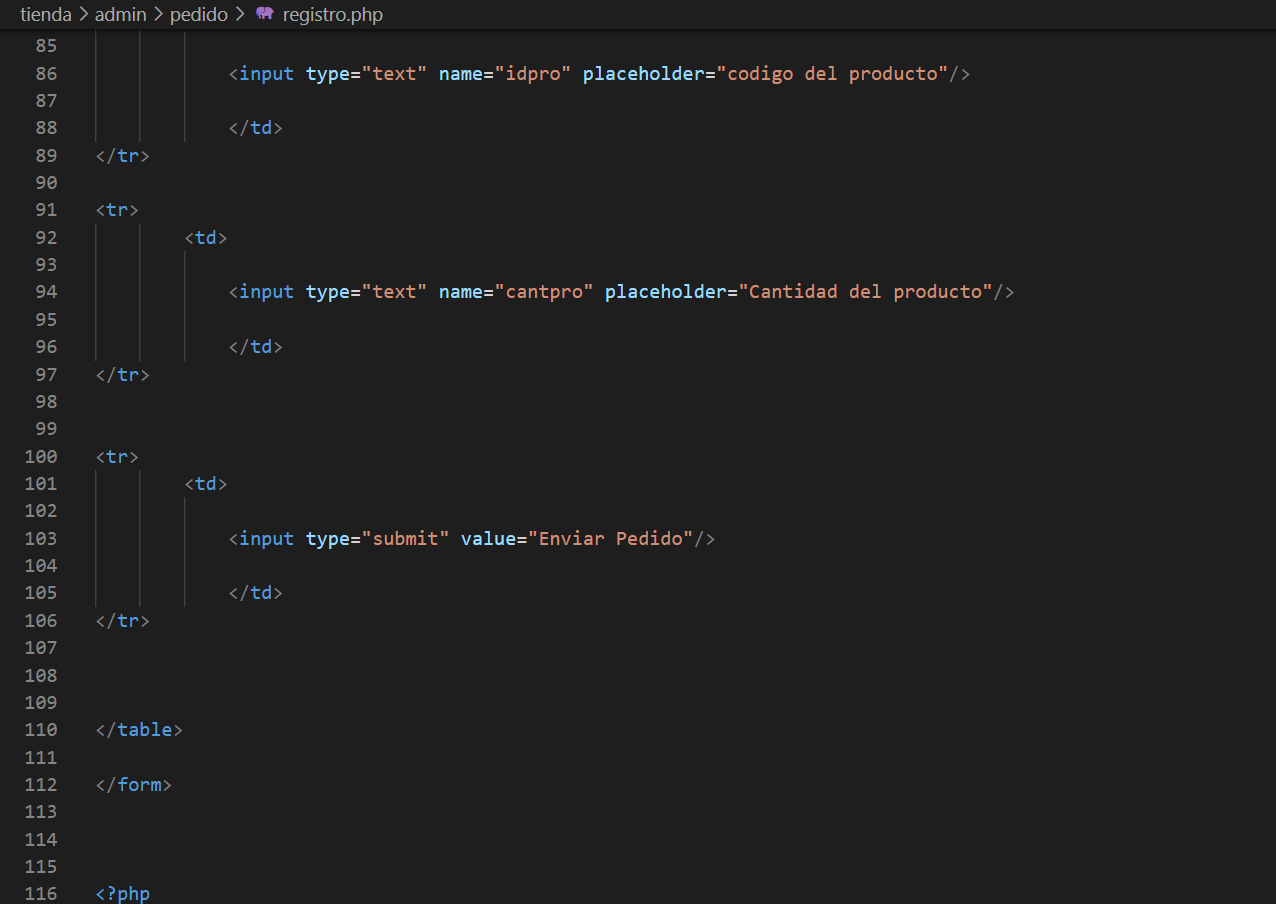 tienda > admin > pedido > registro.php
85
86 <input type="text" name="idpro" placeholder="codigo del producto"/>
87
88 </td>
89 </tr>
90
91 <tr>
92 <td>
93
94 <input type="text" name="cantpro" placeholder="Cantidad del producto"/>
95
96 </td>
97 </tr>
98
99
100 <tr>
101 <td>
102
103 <input type="submit" value="Enviar Pedido"/>
104
105 </td>
106 </tr>
107
108
109
110 </table>
111
112 </form>
113
114
115
116 <?php